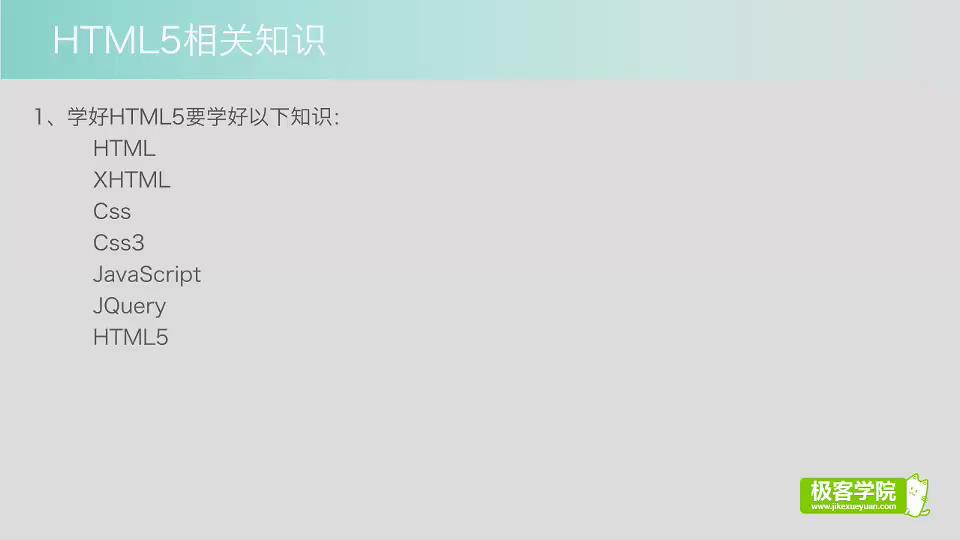 HTML5相关知识
1、学好HTML5要学好以下知识：
HTML
XHTML
Css
Css3
JavaScript
JQuery
HTML5
极客学院
www.jikexueyuan.com